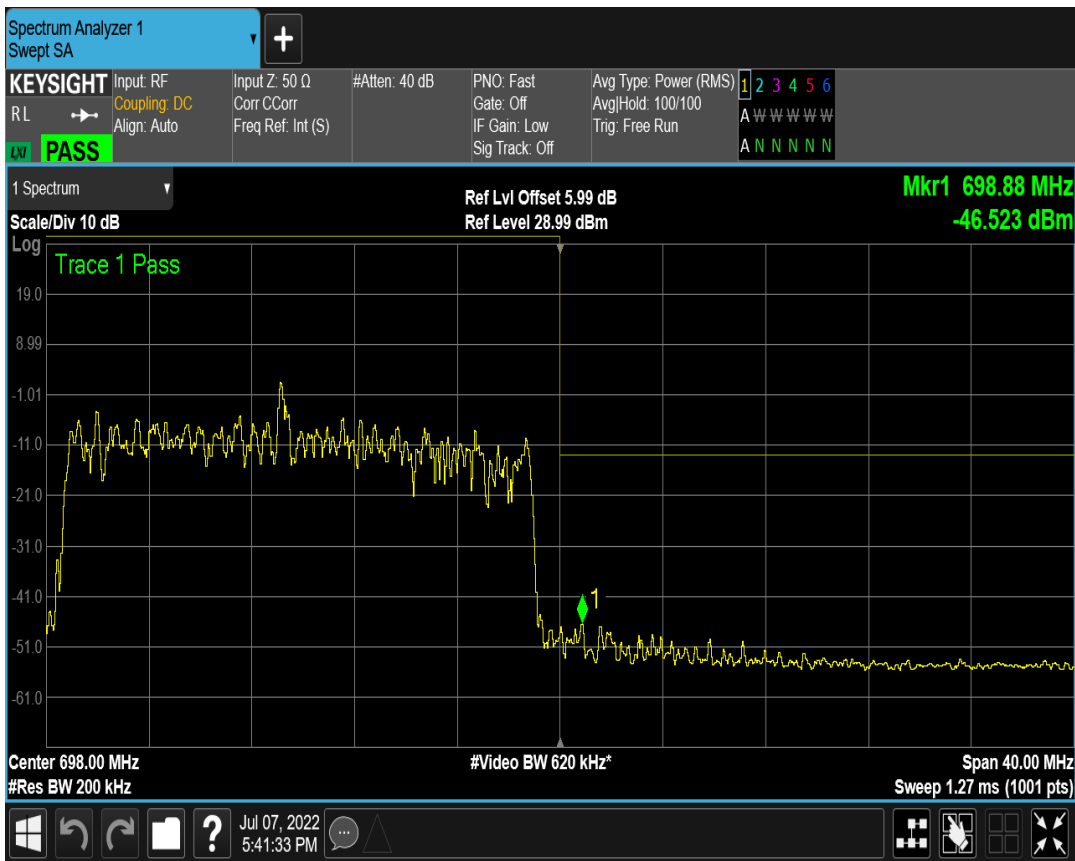 Spectrum Analyzer 1
Swept SA
+
KEYSIGHT
RL
LXI PASS
Input: RF
Coupling: DC
Align: Auto
Input Z: 50 Ω
Corr CCorr
Freq Ref: Int (S)
#Atten: 40 dB
PNO: Fast
Gate: Off
IF Gain: Low
Sig Track: Off
Avg Type: Power (RMS)
Avg|Hold: 100/100
Trig: Free Run
1 2 3 4 5 6
A W W W W W
A N N N N N
1 Spectrum
Scale/Div 10 dB
Ref Lvl Offset 5.99 dB
Ref Level 28.99 dBm
Mkr1 698.88 MHz
-46.523 dBm
Log
Trace 1 Pass
19.0
8.99
-1.01
-11.0
-21.0
-31.0
-41.0
1
-51.0
-61.0
Center 698.00 MHz
#Res BW 200 kHz
#Video BW 620 kHz*
Span 40.00 MHz
Sweep 1.27 ms (1001 pts)
?
Jul 07, 2022
5:41:33 PM